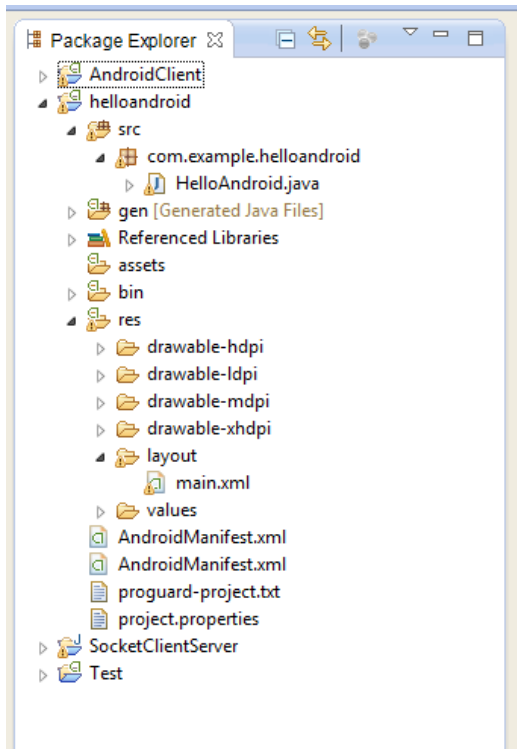 Package Explorer
AndroidClient
helloandroid
src
com.example.helloandroid
HelloAndroid.java
gen [Generated Java Files]
Referenced Libraries
assets
bin
res
drawable-hdpi
drawable-ldpi
drawable-mdpi
drawable-xhdpi
layout
main.xml
values
AndroidManifest.xml
AndroidManifest.xml
proguard-project.txt
project.properties
SocketClientServer
Test